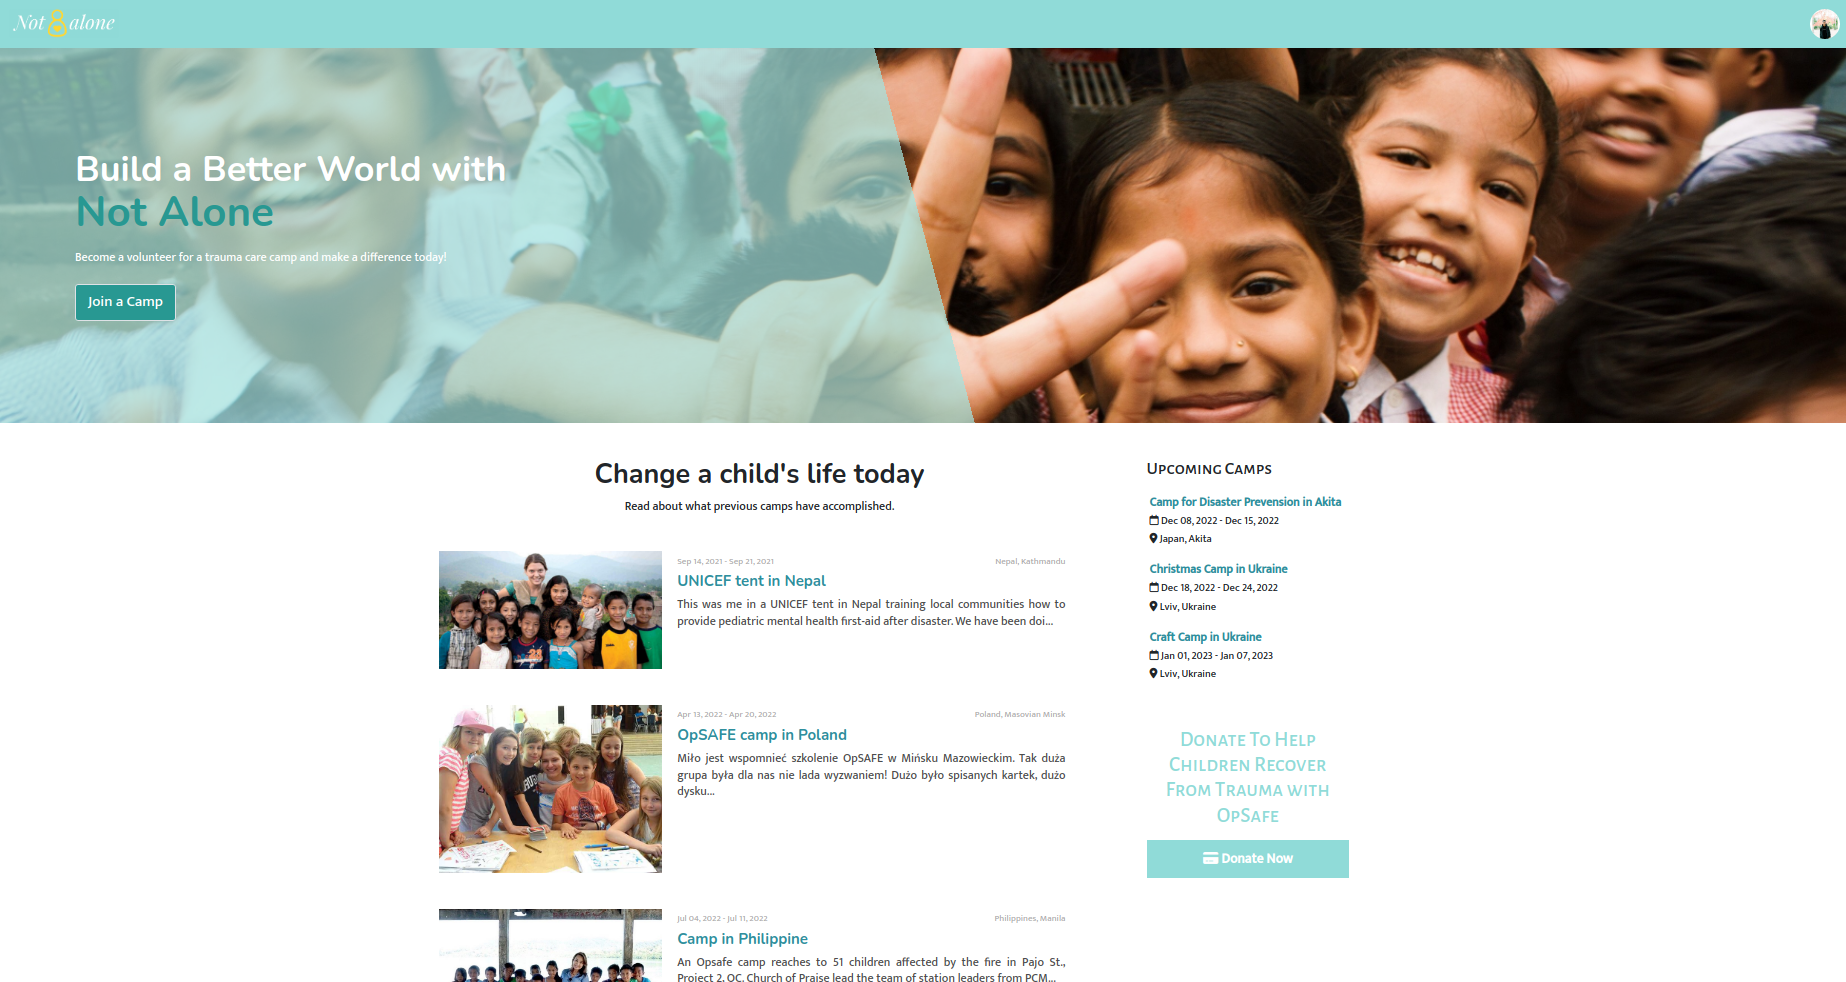 Not alone
Build a Better World with
Not Alone
Become a volunteer for a trauma care camp and make a difference today!
Join a Camp
Change a child's life today
Read about what previous camps have accomplished.
Sep 14, 2021 - Sep 21, 2021
Nepal, Kathmandu
UNICEF tent in Nepal
This was me in a UNICEF tent in Nepal training local communities how to
provide pediatric mental health first-aid after disaster. We have been doi...
Apr 13, 2022 - Apr 20, 2022
Poland, Masovian Minsk
OpSAFE camp in Poland
Miło jest wspomnieć szkolenie OpSAFE w Mińsku Mazowieckim. Tak duża
grupa była dla nas nie lada wyzwaniem! Dużo było spisanych kartek, dużo
dysku...
Jul 04, 2022 - Jul 11, 2022
Philippines, Manila
Camp in Philippine
An Opsafe camp reaches to 51 children affected by the fire in Pajo St.,
Project 2, QC. Church of Praise lead the team of station leaders from PCM...
Upcoming Camps
Camp for Disaster Prevension in Akita
Dec 08, 2022 - Dec 15, 2022
Japan, Akita
Christmas Camp in Ukraine
Dec 18, 2022 - Dec 24, 2022
Lviv, Ukraine
Craft Camp in Ukraine
Jan 01, 2023 - Jan 07, 2023
Lviv, Ukraine
Donate To Help
Children Recover
From Trauma with
OpSafe
Donate Now